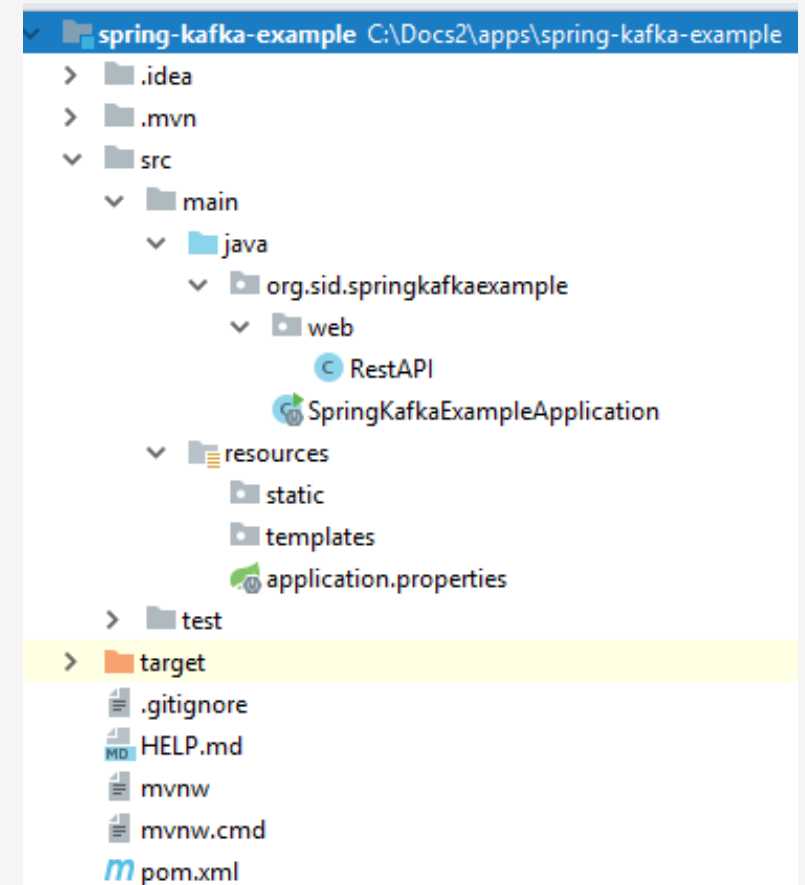 spring-kafka-example C:\Docs2\apps\spring-kafka-example
.idea
.mvn
src
main
java
org.sid.springkafkaexample
web
C RestAPI
SpringKafkaExampleApplication
resources
static
templates
application.properties
test
target
.gitignore
MD HELP.md
mvnw
mvnw.cmd
m pom.xml